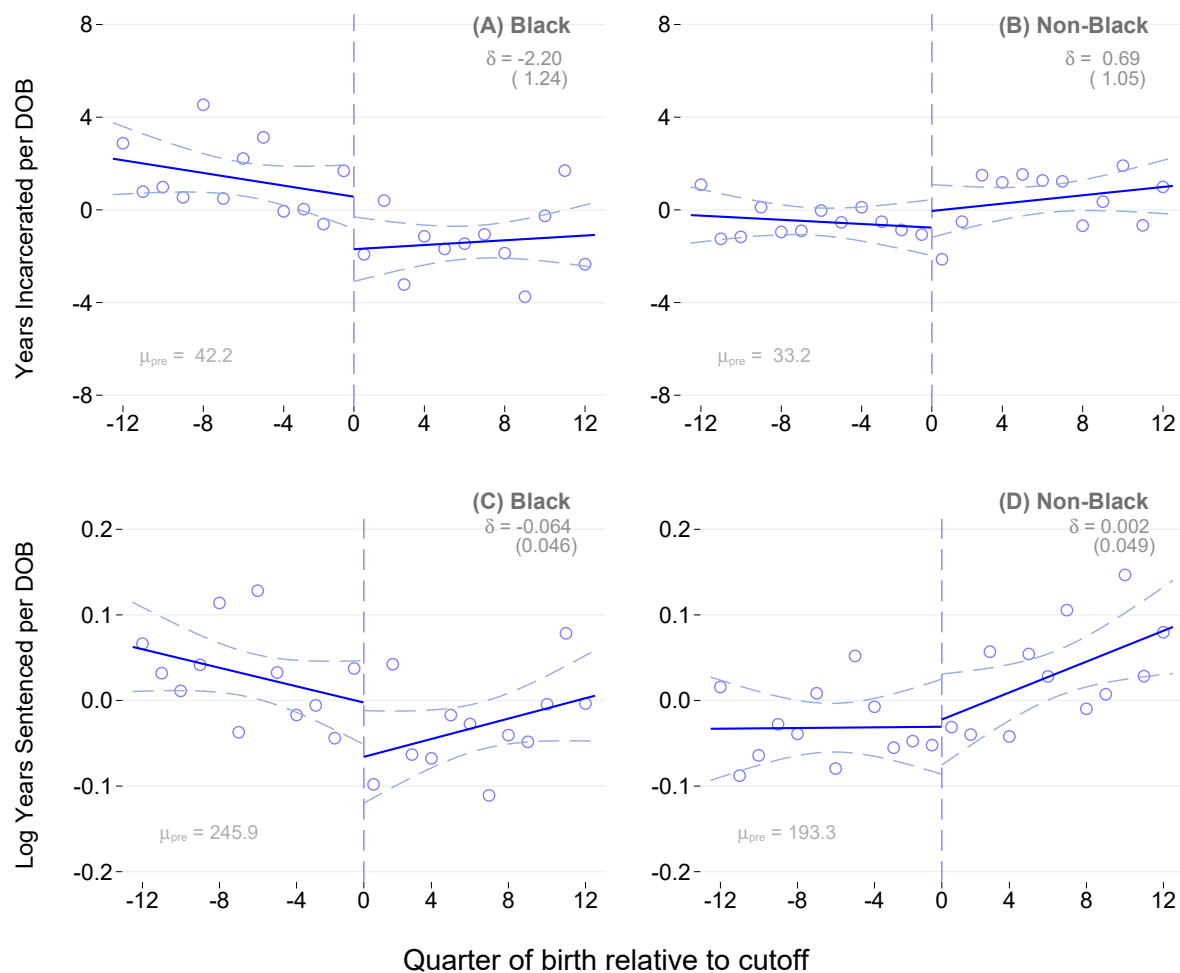 (A) Black
δ = -2.20
( 1.24)
8
4
0
-4
-8
μpre = 42.2
-12 -8 -4 0 4 8 12
(B) Non-Black
δ = 0.69
( 1.05)
8
4
0
-4
-8
μpre = 33.2
-12 -8 -4 0 4 8 12
Years Incarcerated per DOB
(C) Black
δ = -0.064
(0.046)
0.2
0.1
0.0
-0.1
-0.2
μpre = 245.9
-12 -8 -4 0 4 8 12
(D) Non-Black
δ = 0.002
(0.049)
0.2
0.1
0.0
-0.1
-0.2
μpre = 193.3
-12 -8 -4 0 4 8 12
Log Years Sentenced per DOB
Quarter of birth relative to cutoff